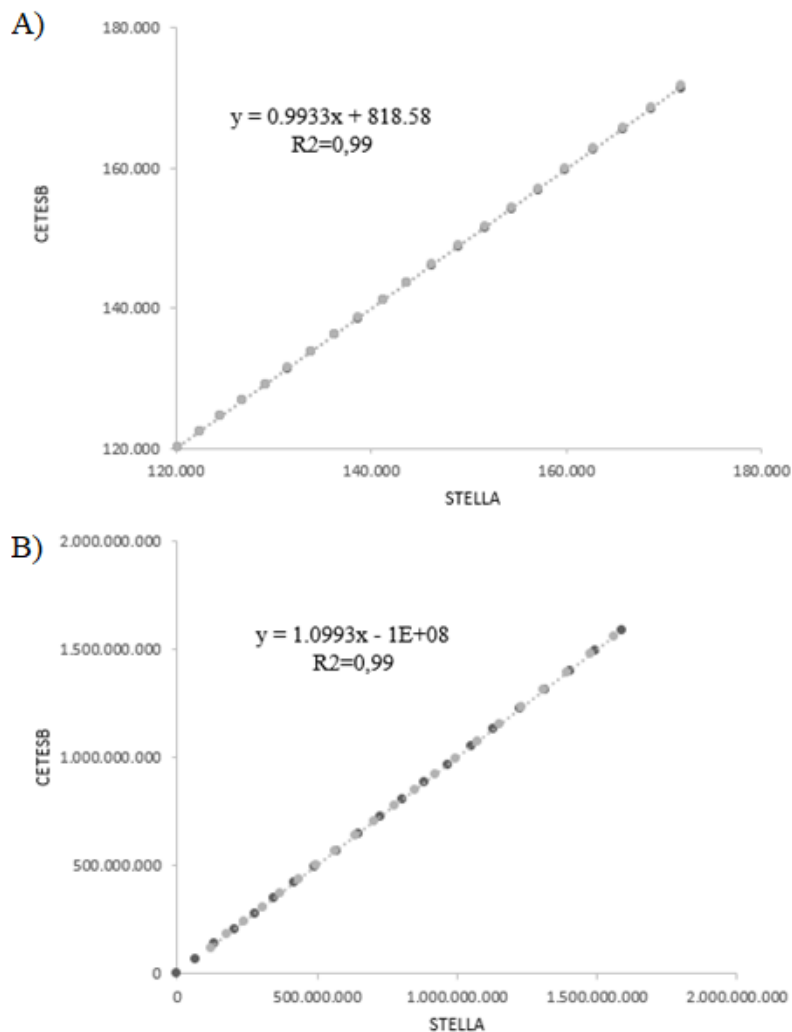 A)
180.000
y = 0.9933x + 818.58
R2=0,99
160.000
CETESB
140.000
120.000
120.000 140.000 160.000 180.000
STELLA
B)
2.000.000.000
y = 1.0993x - 1E+08
R2=0,99
1.500.000.000
CETESB
1.000.000.000
500.000.000
0
0 500.000.000 1.000.000.000 1.500.000.000 2.000.000.000
STELLA